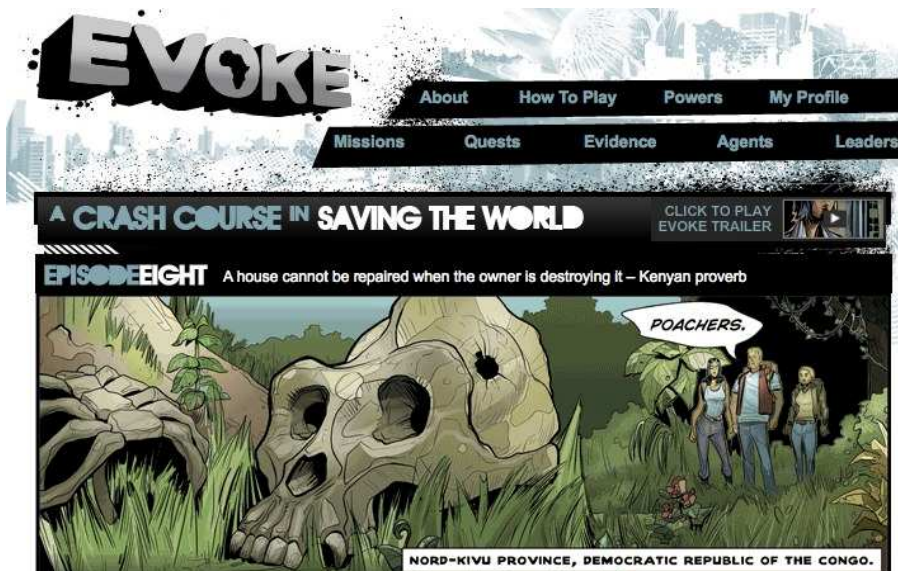 EVOKE
About How To Play Powers My Profile
Missions Quests Evidence Agents Leaders
A CRASH COURSE IN SAVING THE WORLD
CLICK TO PLAY
EVOKE TRAILER
EPISODEEIGHT A house cannot be repaired when the owner is destroying it – Kenyan proverb
POACHERS.
NORD-KIVU PROVINCE, DEMOCRATIC REPUBLIC OF THE CONGO.